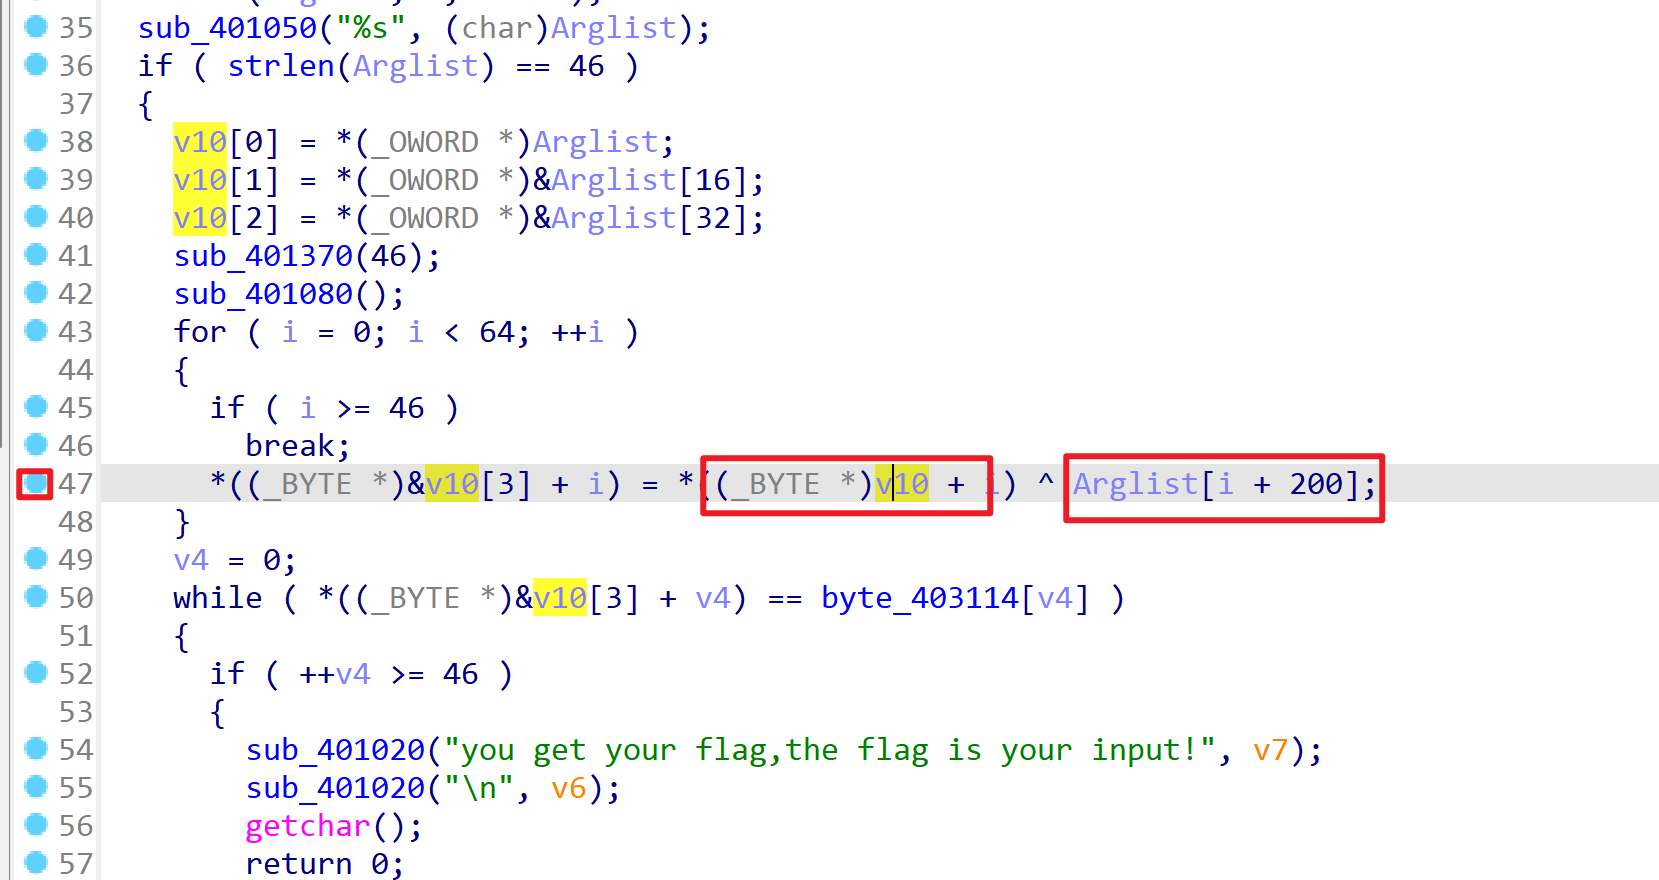 35 sub_401050("%s", (char)Arglist);
36 if ( strlen(Arglist) == 46 )
37 {
38 v10[0] = *(_OWORD *)Arglist;
39 v10[1] = *(_OWORD *)&Arglist[16];
40 v10[2] = *(_OWORD *)&Arglist[32];
41 sub_401370(46);
42 sub_401080();
43 for ( i = 0; i < 64; ++i )
44 {
45 if ( i >= 46 )
46 break;
47 *((_BYTE *)&v10[3] + i) = *((_BYTE *)v10 + i) ^ Arglist[i + 200];
48 }
49 v4 = 0;
50 while ( *((_BYTE *)&v10[3] + v4) == byte_403114[v4] )
51 {
52 if ( ++v4 >= 46 )
53 {
54 sub_401020("you get your flag,the flag is your input!", v7);
55 sub_401020("\n", v6);
56 getchar();
57 return 0;